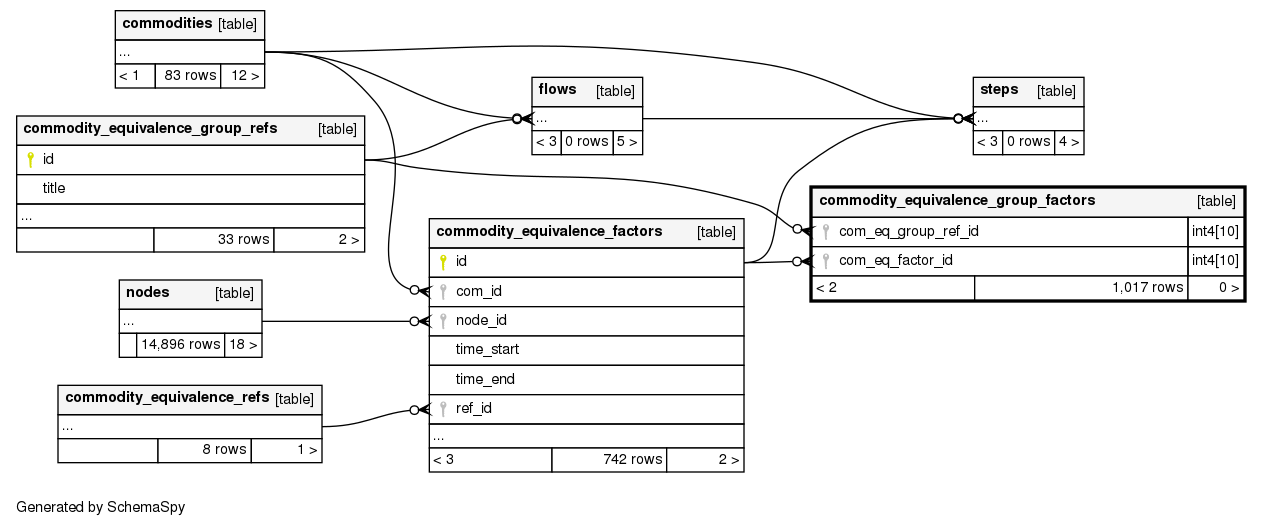 commodities [table]
...
< 1 83 rows 12 >
commodity_equivalence_group_refs [table]
id
title
...
33 rows 2 >
nodes [table]
...
14,896 rows 18 >
commodity_equivalence_refs [table]
...
8 rows 1 >
flows [table]
...
< 3 0 rows 5 >
commodity_equivalence_factors [table]
id
com_id
node_id
time_start
time_end
ref_id
...
< 3 742 rows 2 >
steps [table]
...
< 3 0 rows 4 >
commodity_equivalence_group_factors [table]
com_eq_group_ref_id int4[10]
com_eq_factor_id int4[10]
< 2 1,017 rows 0 >
Generated by SchemaSpy